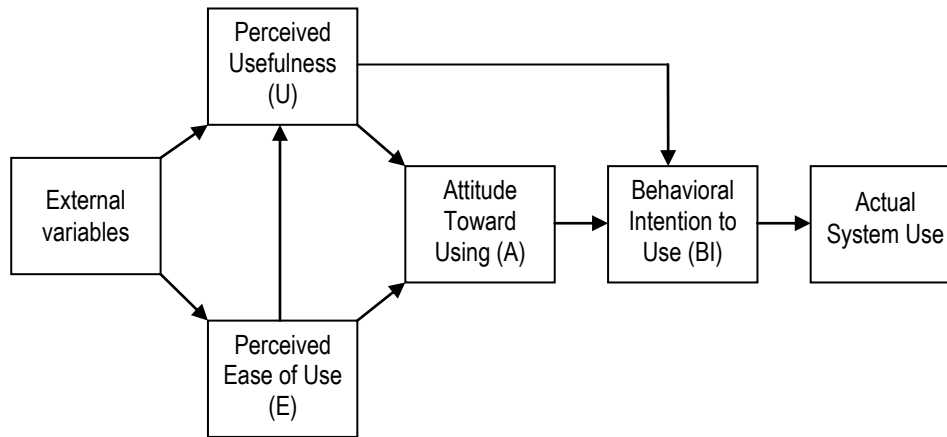 Perceived
Usefulness
(U)
External
variables
Attitude
Toward
Using (A)
Behavioral
Intention to
Use (BI)
Actual
System Use
Perceived
Ease of Use
(E)